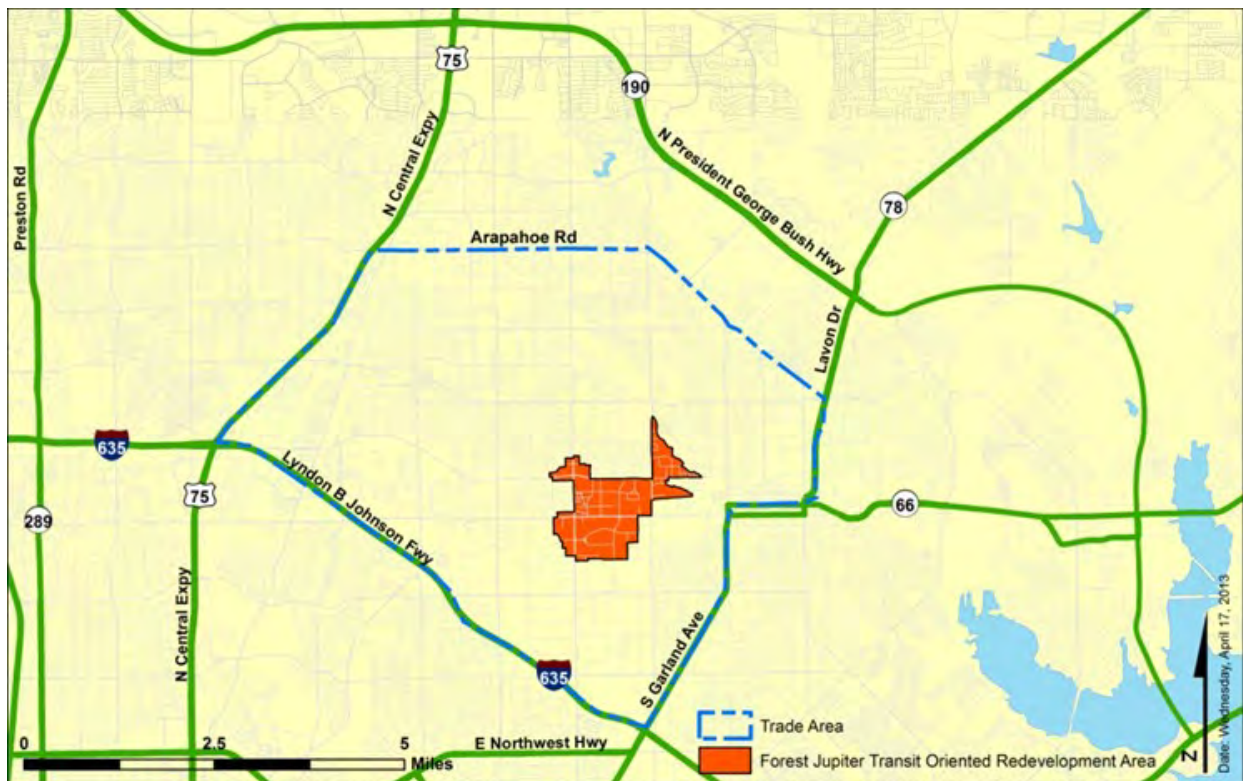 75
190
N Central Expy
Preston Rd
N President George Bush Hwy
78
Arapahoe Rd
Lavon Dr
635
Lyndon B Johnson Fwy
75
66
289
N Central Expy
S Garland Ave
635
Date: Wednesday, April 17, 2013
Trade Area
0 2.5 5
E Northwest Hwy
Miles
Forest Jupiter Transit Oriented Redevelopment Area
N